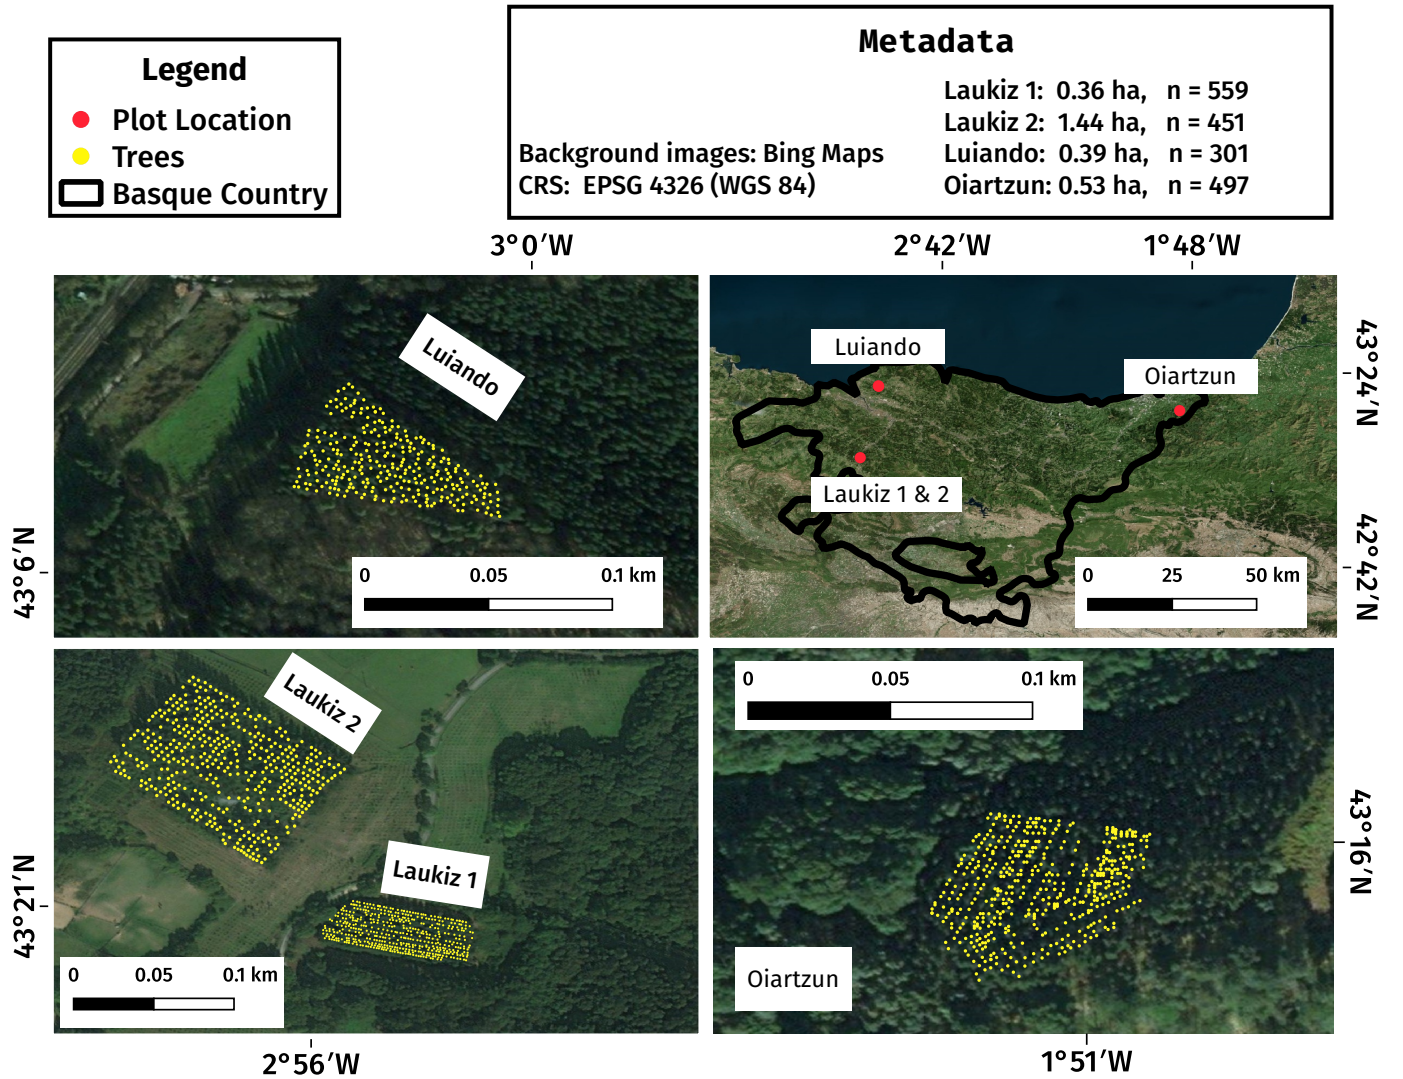 Legend
Plot Location
Trees
Basque Country
Metadata
Laukiz 1: 0.36 ha, n = 559
Laukiz 2: 1.44 ha, n = 451
Background images: Bing Maps Luiando: 0.39 ha, n = 301
CRS: EPSG 4326 (WGS 84) Oiartzun: 0.53 ha, n = 497
3°0′W
2°42′W
1°48′W
Luiando
43°6′N
0 0.05 0.1 km
Luiando
Oiartzun
Laukiz 1 & 2
43°24′N
42°42′N
0 25 50 km
Laukiz 2
Laukiz 1
43°21′N
0 0.05 0.1 km
2°56′W
0 0.05 0.1 km
Oiartzun
43°16′N
1°51′W